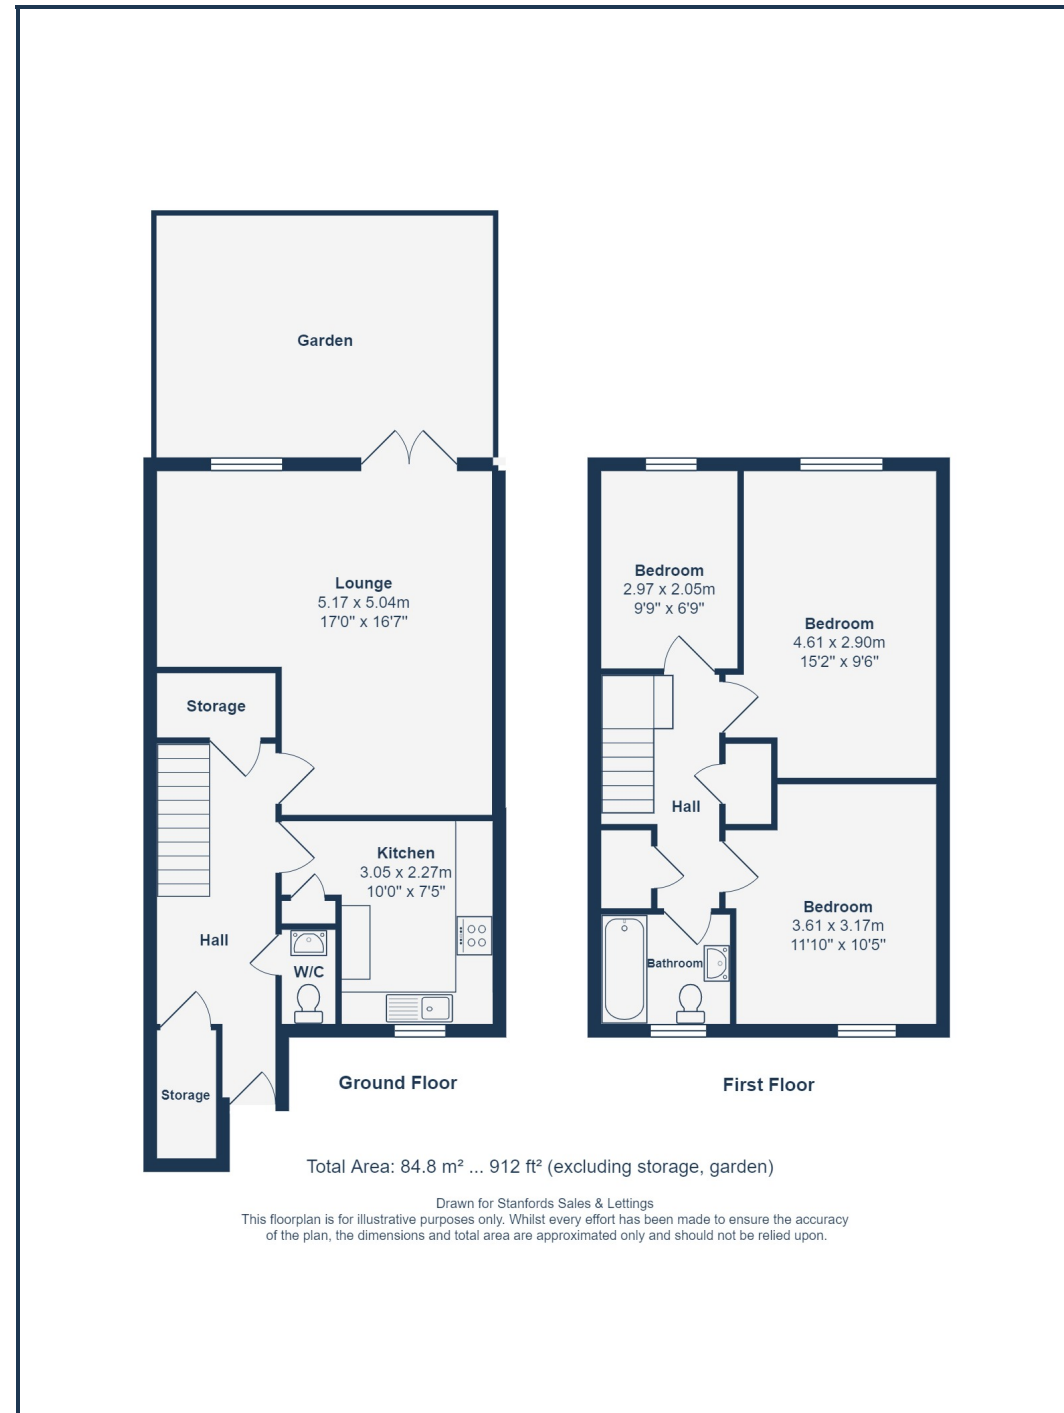 Garden
Lounge
5.17 x 5.04m
17'0" x 16'7"
Storage
Kitchen
3.05 x 2.27m
10'0" x 7'5"
Hall
W/C
Storage
Ground Floor
Bedroom
2.97 x 2.05m
9'9" x 6'9"
Bedroom
4.61 x 2.90m
15'2" x 9'6"
Hall
Bedroom
3.61 x 3.17m
11'10" x 10'5"
Bathroom
First Floor
Total Area: 84.8 m² ... 912 ft² (excluding storage, garden)
Drawn for Stanfords Sales & Lettings
This floorplan is for illustrative purposes only. Whilst every effort has been made to ensure the accuracy
of the plan, the dimensions and total area are approximated only and should not be relied upon.